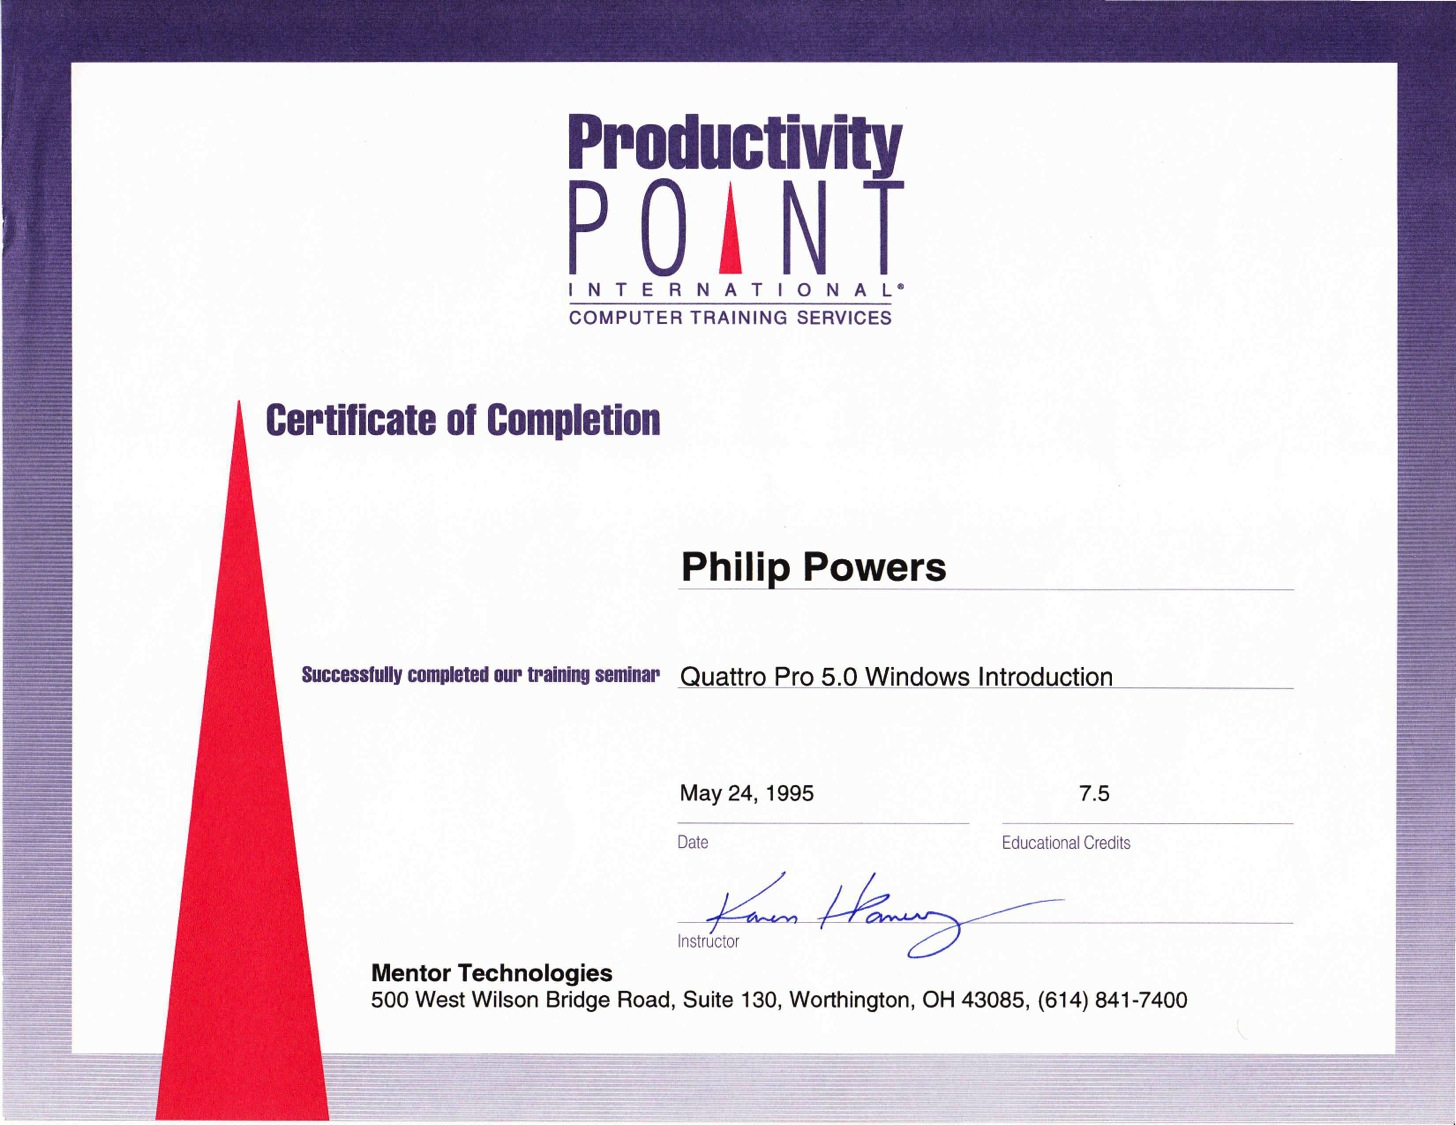 Productivity
POINT
INTERNATIONAL®
COMPUTER TRAINING SERVICES
Certificate of Completion
Philip Powers
Successfully completed our training seminar Quattro Pro 5.0 Windows Introduction
May 24, 1995 7.5
Date Educational Credits
Karen
Instructor
Mentor Technologies
500 West Wilson Bridge Road, Suite 130, Worthington, OH 43085, (614) 841-7400